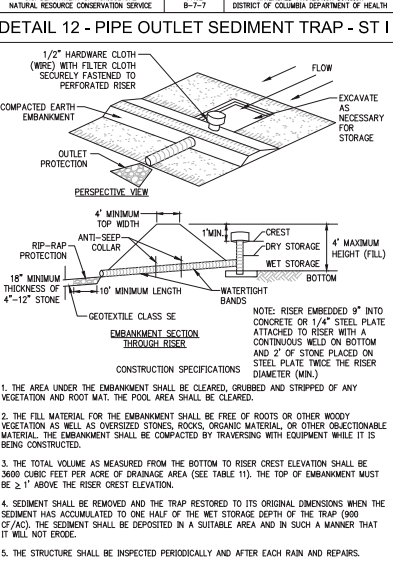 NATURAL RESOURCE CONSERVATION SERVICE
B-7-7
DISTRICT OF COLUMBIA DEPARTMENT OF HEALTH
DETAIL 12 - PIPE OUTLET SEDIMENT TRAP - ST I
1/2" HARDWARE CLOTH
(WIRE) WITH FILTER CLOTH
SECURELY FASTENED TO
PERFORATED RISER
FLOW
COMPACTED EARTH
EMBANKMENT
EXCAVATE
AS
NECESSARY
FOR
STORAGE
OUTLET
PROTECTION
PERSPECTIVE VIEW
4' MINIMUM
TOP WIDTH
ANTI-SEEP
COLLAR
RIP-RAP
PROTECTION
1'MIN.
CREST
DRY STORAGE
WET STORAGE
4' MAXIMUM
HEIGHT (FILL)
BOTTOM
18" MINIMUM
THICKNESS OF
4"-12" STONE
10' MINIMUM LENGTH
WATERTIGHT
BANDS
GEOTEXTILE CLASS SE
EMBANKMENT SECTION
THROUGH RISER
NOTE: RISER EMBEDDED 9" INTO
CONCRETE OR 1/4" STEEL PLATE
ATTACHED TO RISER WITH A
CONTINUOUS WELD ON BOTTOM
AND 2' OF STONE PLACED ON
STEEL PLATE TWICE THE RISER
DIAMETER (MIN.)
CONSTRUCTION SPECIFICATIONS
1. THE AREA UNDER THE EMBANKMENT SHALL BE CLEARED, GRUBBED AND STRIPPED OF ANY
VEGETATION AND ROOT MAT. THE POOL AREA SHALL BE CLEARED.
2. THE FILL MATERIAL FOR THE EMBANKMENT SHALL BE FREE OF ROOTS OR OTHER WOODY
VEGETATION AS WELL AS OVERSIZED STONES, ROCKS, ORGANIC MATERIAL, OR OTHER OBJECTIONABLE
MATERIAL. THE EMBANKMENT SHALL BE COMPACTED BY TRAVERSING WITH EQUIPMENT WHILE IT IS
BEING CONSTRUCTED.
3. THE TOTAL VOLUME AS MEASURED FROM THE BOTTOM TO RISER CREST ELEVATION SHALL BE
3600 CUBIC FEET PER ACRE OF DRAINAGE AREA (SEE TABLE 11). THE TOP OF EMBANKMENT MUST
BE ≥ 1' ABOVE THE RISER CREST ELEVATION.
4. SEDIMENT SHALL BE REMOVED AND THE TRAP RESTORED TO ITS ORIGINAL DIMENSIONS WHEN THE
SEDIMENT HAS ACCUMULATED TO ONE HALF OF THE WET STORAGE DEPTH OF THE TRAP (900
CF/AC). THE SEDIMENT SHALL BE DEPOSITED IN A SUITABLE AREA AND IN SUCH A MANNER THAT
IT WILL NOT ERODE.
5. THE STRUCTURE SHALL BE INSPECTED PERIODICALLY AND AFTER EACH RAIN AND REPAIRS.